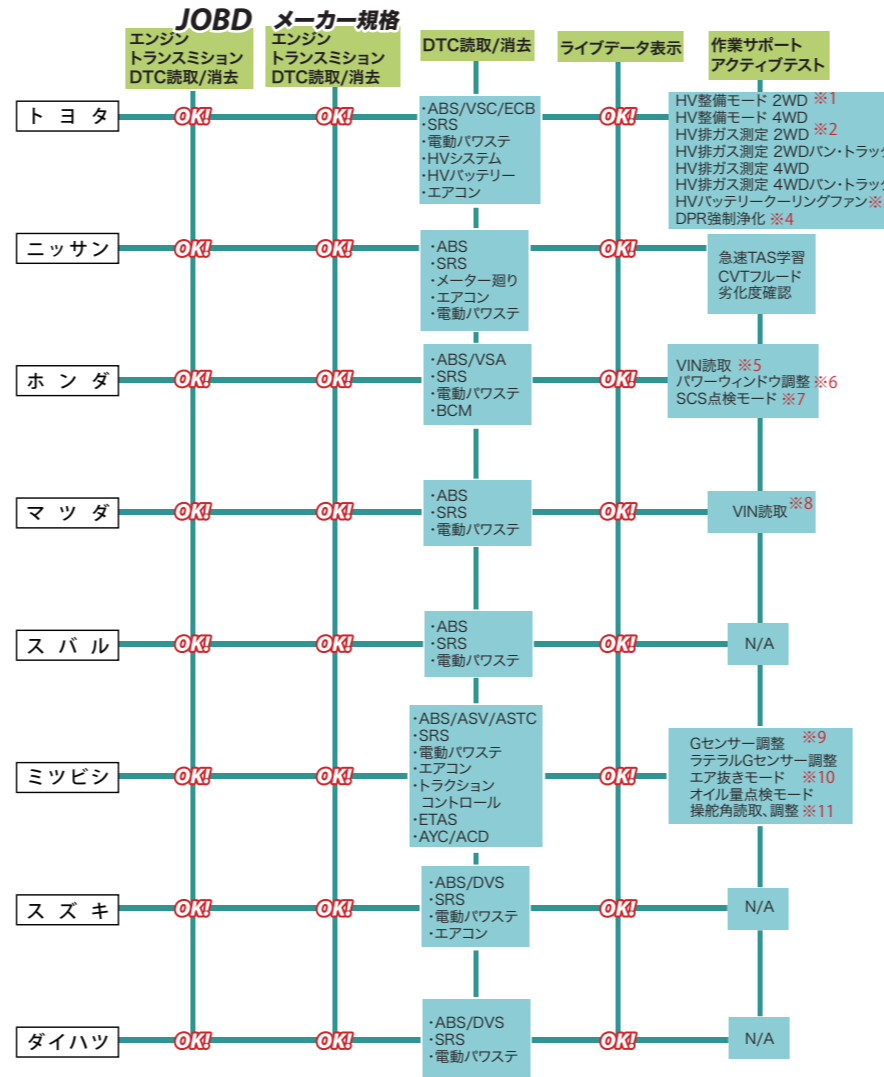 JOBD
エンジン
トランスミション
DTC読取/消去
メーカー規格
エンジン
トランスミション
DTC読取/消去
DTC読取/消去
ライブデータ表示
作業サポート
アクティブテスト
トヨタ
OK!
OK!
・ABS/VSC/ECB
・SRS
・電動パワステ
・HVシステム
・HVバッテリー
・エアコン
OK!
HV整備モード 2WD ※1
HV整備モード 4WD
HV排ガス測定 2WD ※2
HV排ガス測定 2WDバン・トラック
HV排ガス測定 4WD
HV排ガス測定 4WDバン・トラック
HVバッテリークーリングファン※
DPR強制浄化 ※4
ニッサン
OK!
OK!
・ABS
・SRS
・メーター廻り
・エアコン
・電動パワステ
OK!
急速TAS学習
CVTフルード
劣化度確認
ホンダ
OK!
OK!
・ABS/VSA
・SRS
・電動パワステ
・BCM
OK!
VIN読取 ※5
パワーウィンドウ調整 ※6
SCS点検モード ※7
マツダ
OK!
OK!
・ABS
・SRS
・電動パワステ
OK!
VIN読取 ※8
スバル
OK!
OK!
・ABS
・SRS
・電動パワステ
OK!
N/A
ミツビシ
OK!
OK!
・ABS/ASV/ASTC
・SRS
・電動パワステ
・エアコン
・トラクション
コントロール
・ETAS
・AYC/ACD
OK!
Gセンサー調整 ※9
ラテラルGセンサー調整
エア抜きモード ※10
オイル量点検モード
操舵角読取、調整 ※11
スズキ
OK!
OK!
・ABS/DVS
・SRS
・電動パワステ
・エアコン
OK!
N/A
ダイハツ
OK!
OK!
・ABS/DVS
・SRS
・電動パワステ
OK!
N/A